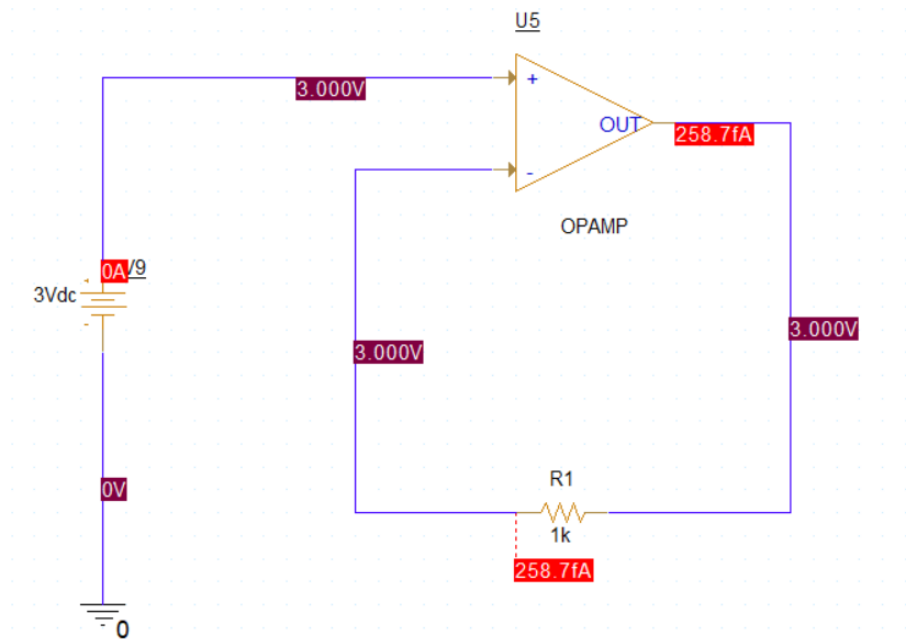 U5
3.000V
+
OUT
258.7fA
-
OPAMP
0A
/9
3Vdc
-
3.000V
3.000V
0V
R1
1k
258.7fA
0